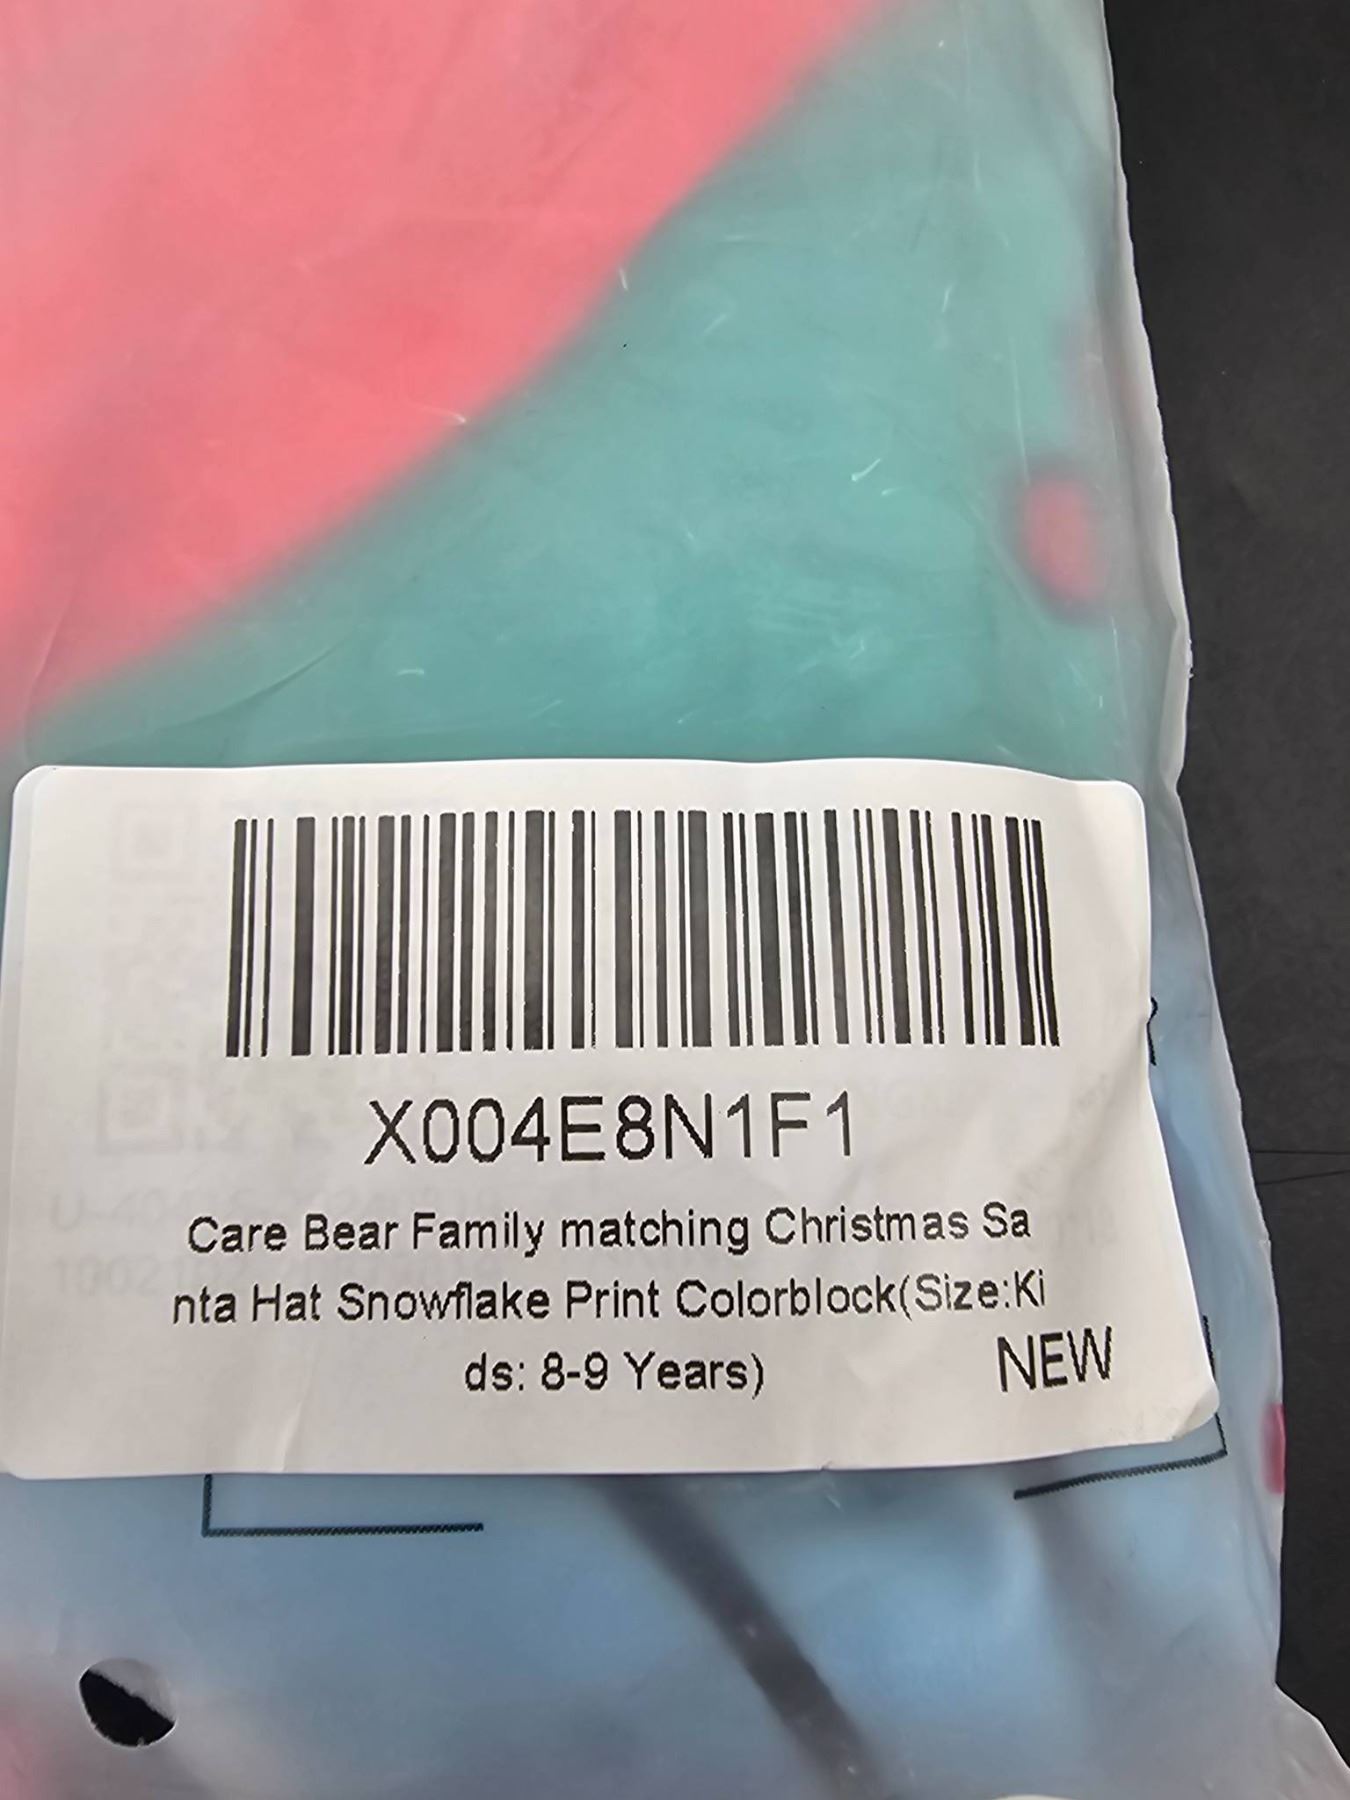 X004E8N1F1
Care Bear Family matching Christmas Sa
nta Hat Snowflake Print Colorblock(Size:Ki
ds: 8-9 Years)
NEW